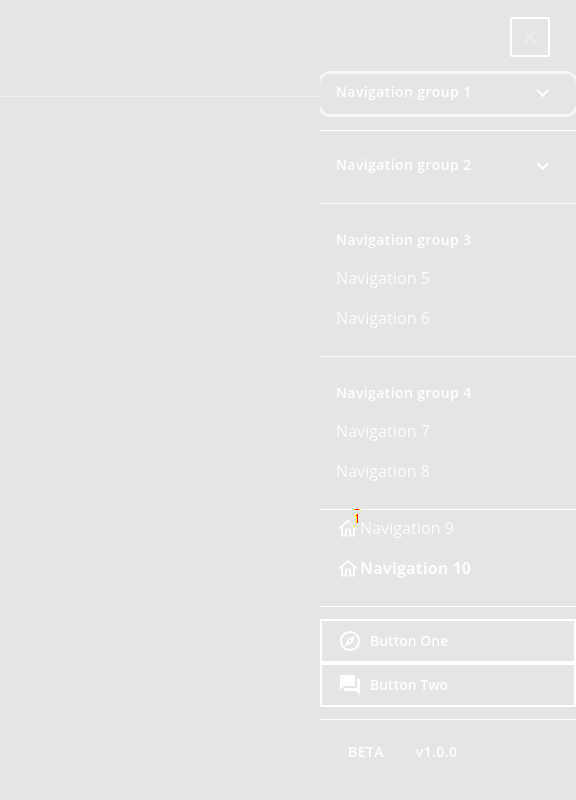 Navigation group 1
Navigation group 2
Navigation group 3
Navigation 5
Navigation 6
Navigation group 4
Navigation 7
Navigation 8
1
Navigation 9
Navigation 10
Button One
Button Two
BETA v1.0.0